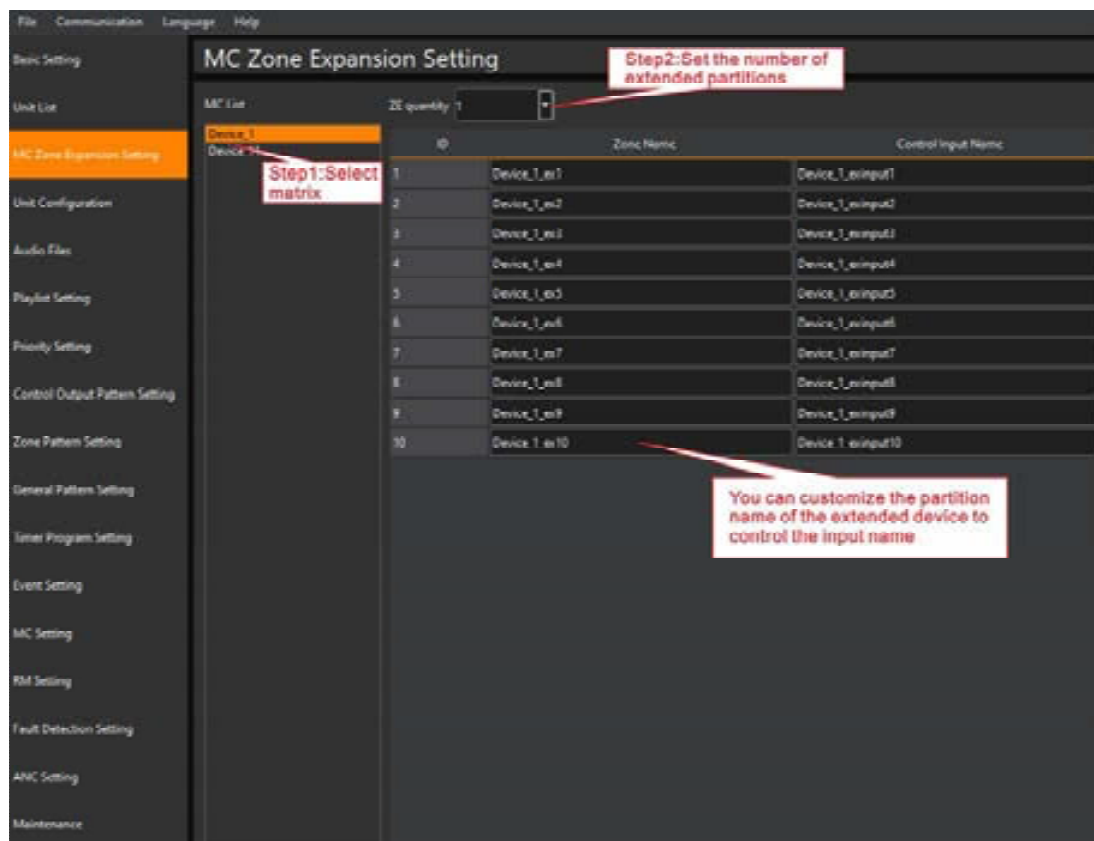 File Communication Language Help
Basic Setting
Unit List
MC Zone Expansion Setting
Unit Configuration
Audio Files
Playlist Setting
Priority Setting
Control Output Pattern Setting
Zone Pattern Setting
General Pattern Setting
Timer Program Setting
Event Setting
MC Setting
RM Setting
Fault Detection Setting
ANC Setting
Maintenance
MC Zone Expansion Setting
Step2:Set the number of
extended partitions
MC List
ZE quantity 1
Device_1
Step1:Select
matrix
ID Zone Name Control Input Name
1 Device_1_ex1 Device_1_exinput1
2 Device_1_ex2 Device_1_exinput2
3 Device_1_ex3 Device_1_exinput3
4 Device_1_ex4 Device_1_exinput4
5 Device_1_ex5 Device_1_exinput5
6 Device_1_ex6 Device_1_exinput6
7 Device_1_ex7 Device_1_exinput7
8 Device_1_ex8 Device_1_exinput8
9 Device_1_ex9 Device_1_exinput9
10 Device_1_ex10 Device_1_exinput10
You can customize the partition
name of the extended device to
control the input name